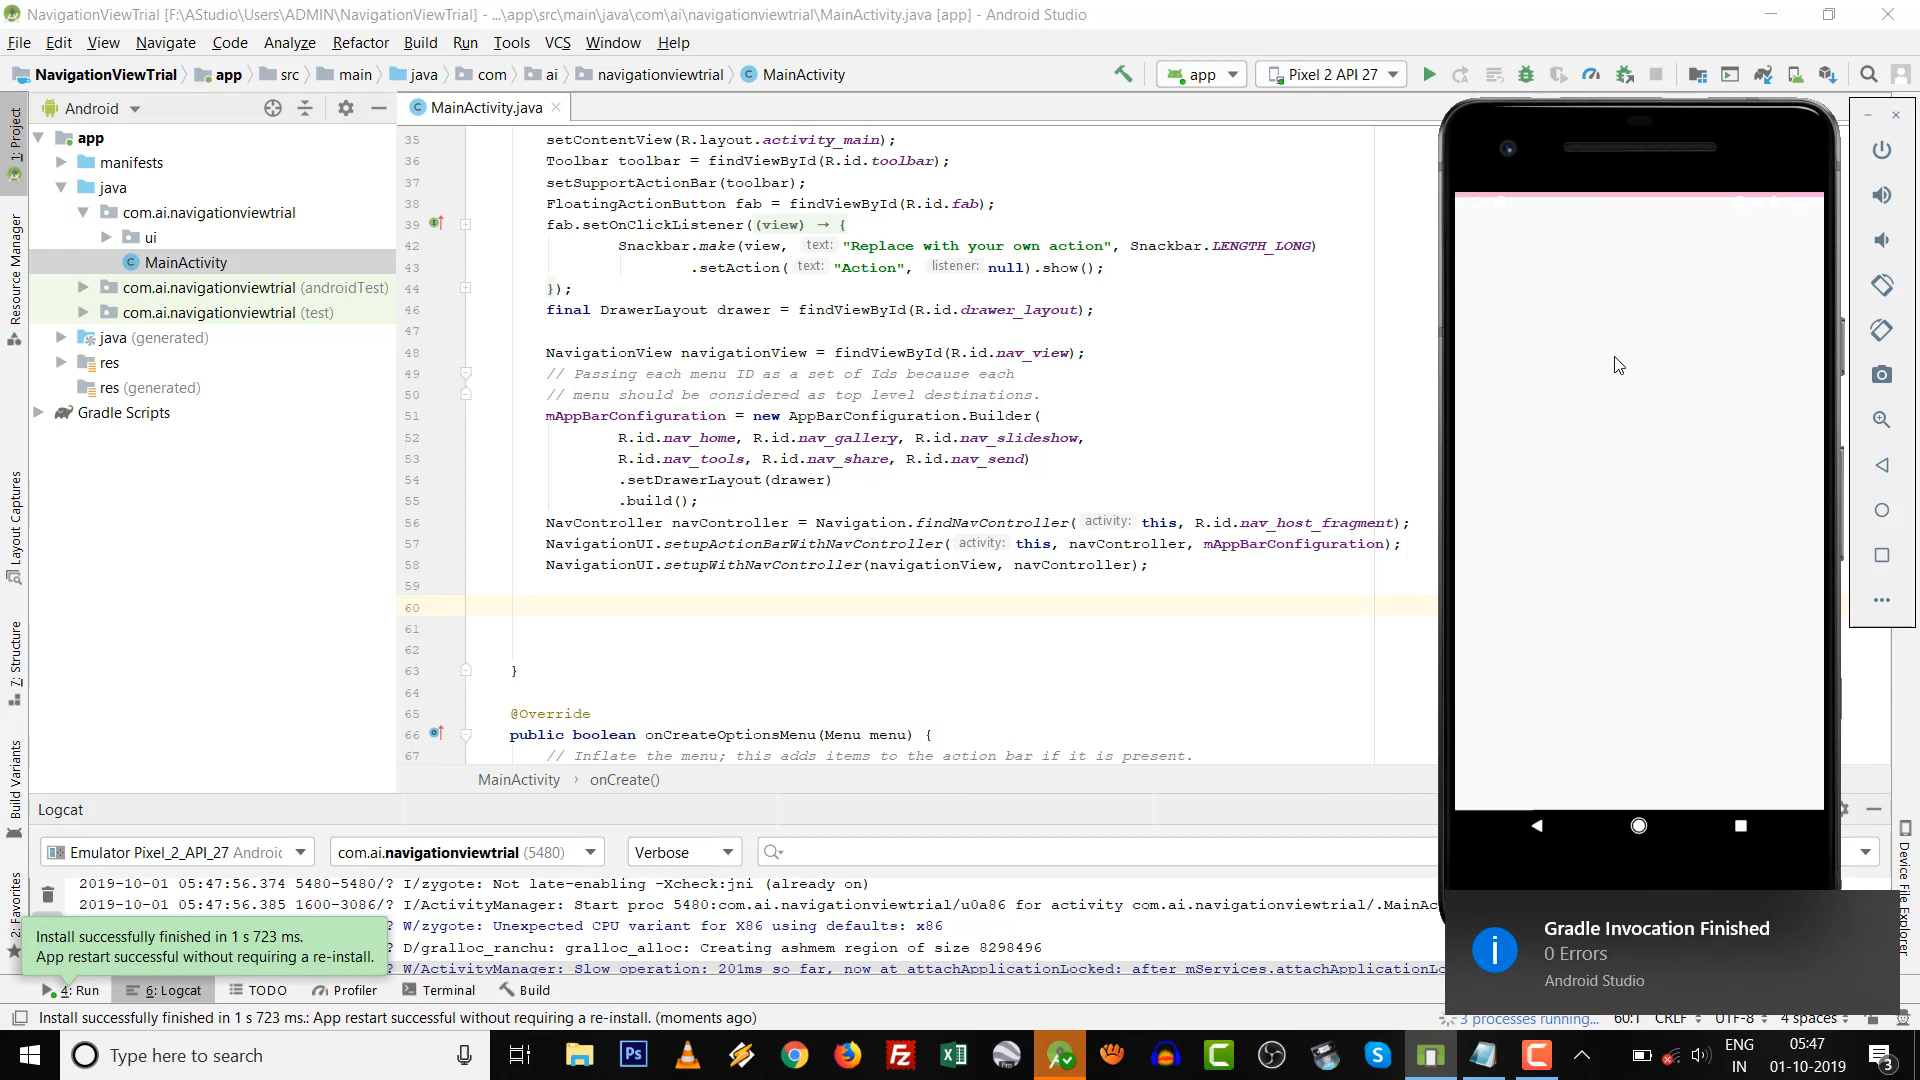 NavigationViewTrial [F:\AStudio\Users\ADMIN\NavigationViewTrial] - ...\app\src\main\java\com\ai\navigationviewtrial\MainActivity.java [app] - Android Studio
File Edit View Navigate Code Analyze Refactor Build Run Tools VCS Window Help
NavigationViewTrial app src main java com ai navigationviewtrial MainActivity app Pixel 2 API 27
Android
MainActivity.java
1: Project
Resource Manager
Layout Captures
7: Structure
Build Variants
2: Favorites
app
manifests
java
com.ai.navigationviewtrial
ui
MainActivity
com.ai.navigationviewtrial (androidTest)
com.ai.navigationviewtrial (test)
java (generated)
res
res (generated)
Gradle Scripts
35 setContentView(R.layout.activity_main);
36 Toolbar toolbar = findViewById(R.id.toolbar);
37 setSupportActionBar(toolbar);
38 FloatingActionButton fab = findViewById(R.id.fab);
39 fab.setOnClickListener((view) → {
42 Snackbar.make(view, text: "Replace with your own action", Snackbar.LENGTH_LONG)
43 .setAction( text: "Action", listener: null).show();
44 });
46 final DrawerLayout drawer = findViewById(R.id.drawer_layout);
47
48 NavigationView navigationView = findViewById(R.id.nav_view);
49 // Passing each menu ID as a set of Ids because each
50 // menu should be considered as top level destinations.
51 mAppBarConfiguration = new AppBarConfiguration.Builder(
52 R.id.nav_home, R.id.nav_gallery, R.id.nav_slideshow,
53 R.id.nav_tools, R.id.nav_share, R.id.nav_send)
54 .setDrawerLayout(drawer)
55 .build();
56 NavController navController = Navigation.findNavController( activity: this, R.id.nav_host_fragment);
57 NavigationUI.setupActionBarWithNavController( activity: this, navController, mAppBarConfiguration);
58 NavigationUI.setupWithNavController(navigationView, navController);
59
60
61
62
63 }
64
65 @Override
66 public boolean onCreateOptionsMenu(Menu menu) {
67 // Inflate the menu; this adds items to the action bar if it is present.
MainActivity › onCreate()
Logcat
Emulator Pixel_2_API_27 Android com.ai.navigationviewtrial (5480) Verbose
2019-10-01 05:47:56.374 5480-5480/? I/zygote: Not late-enabling -Xcheck:jni (already on)
2019-10-01 05:47:56.385 1600-3086/? I/ActivityManager: Start proc 5480:com.ai.navigationviewtrial/u0a86 for activity com.ai.navigationviewtrial/.MainAc
? W/zygote: Unexpected CPU variant for X86 using defaults: x86
? D/gralloc_ranchu: gralloc_alloc: Creating ashmem region of size 8298496
? W/ActivityManager: Slow operation: 201ms so far, now at attachApplicationLocked: after mServices.attachApplicationLo
Install successfully finished in 1 s 723 ms.
App restart successful without requiring a re-install.
Gradle Invocation Finished
0 Errors
Android Studio
Device File Explorer
4: Run 6: Logcat TODO Profiler Terminal Build
Install successfully finished in 1 s 723 ms.: App restart successful without requiring a re-install. (moments ago) 3 processes running... 60:1 CRLF UTF-8 4 spaces
Type here to search
ENG
IN
05:47
01-10-2019
3